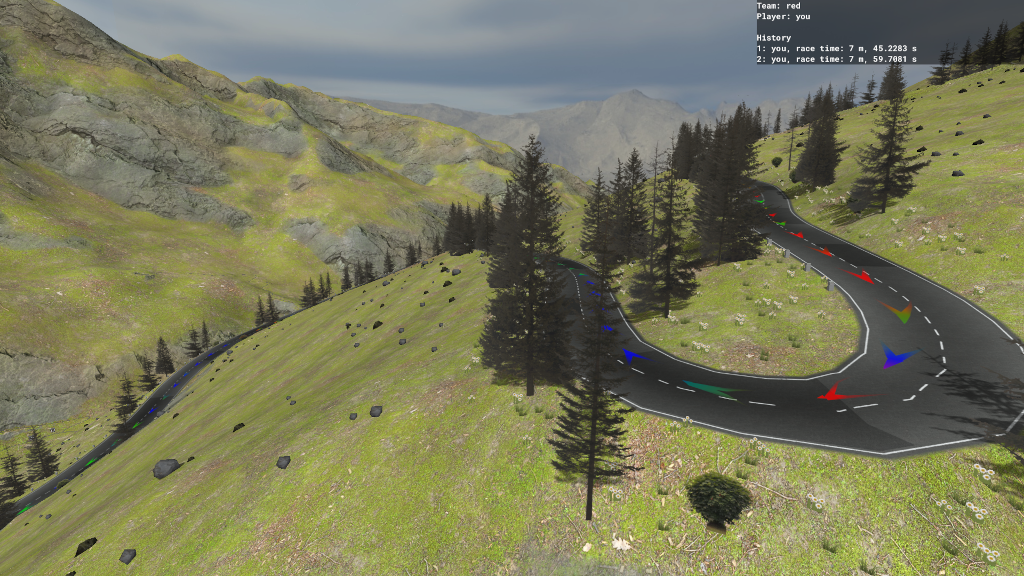 Team: red
Player: you
History
1: you, race time: 7 m, 45.2283 s
2: you, race time: 7 m, 59.7081 s